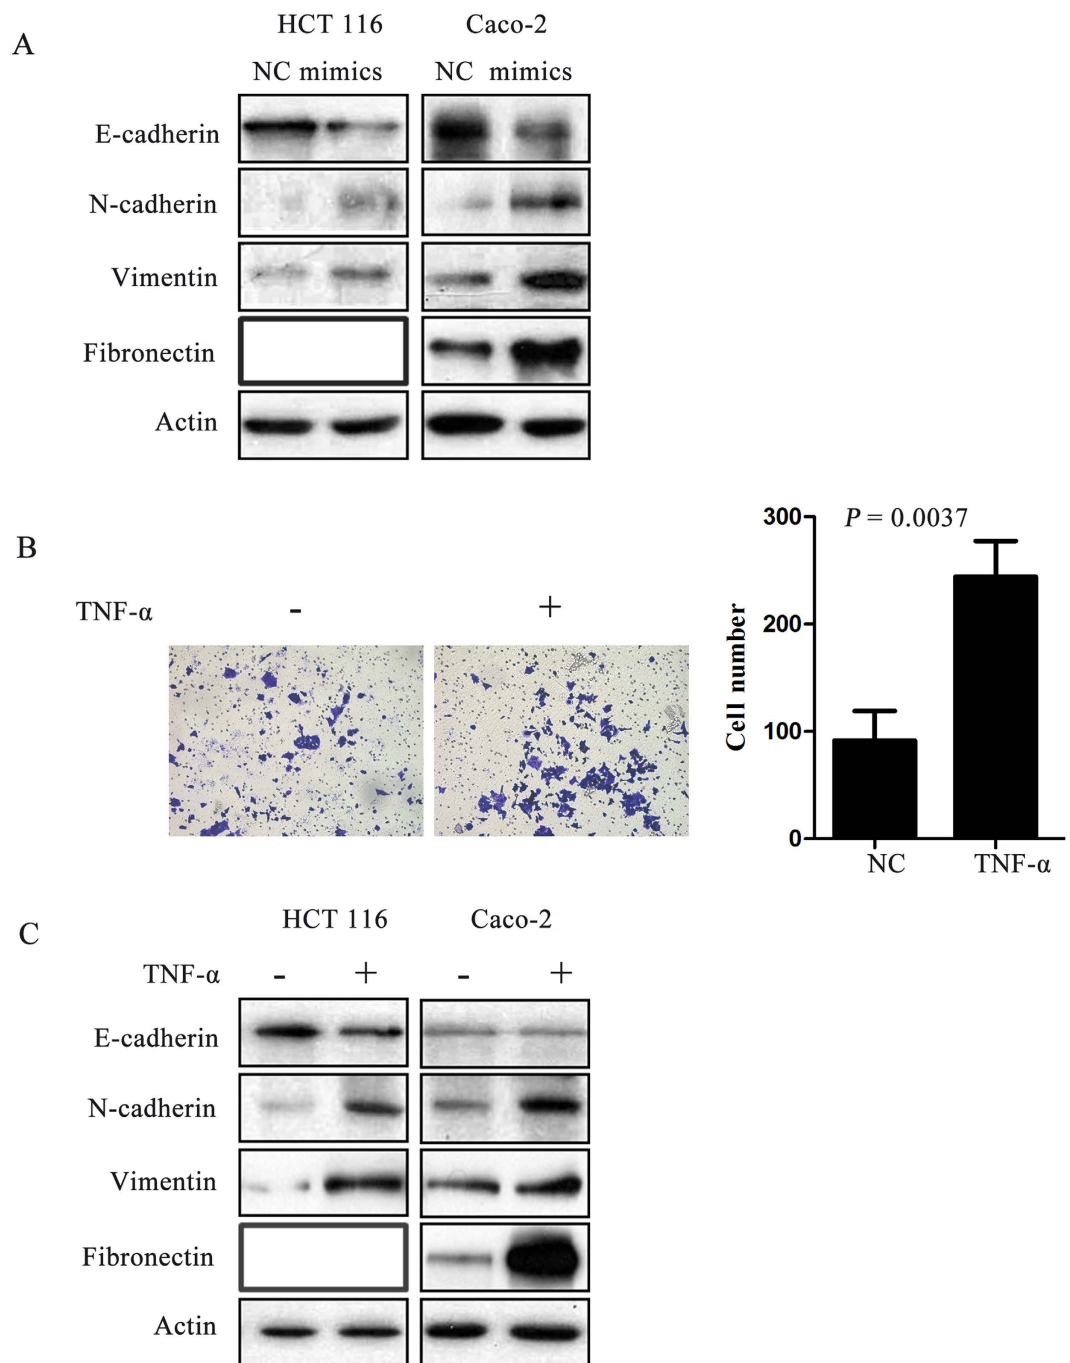 A
HCT 116 Caco-2
NC mimics NC mimics
E-cadherin
N-cadherin
Vimentin
Fibronectin
Actin
B
TNF-α - +
P = 0.0037
Cell number
300
200
100
0
NC TNF-α
C
HCT 116 Caco-2
TNF-α - + - +
E-cadherin
N-cadherin
Vimentin
Fibronectin
Actin